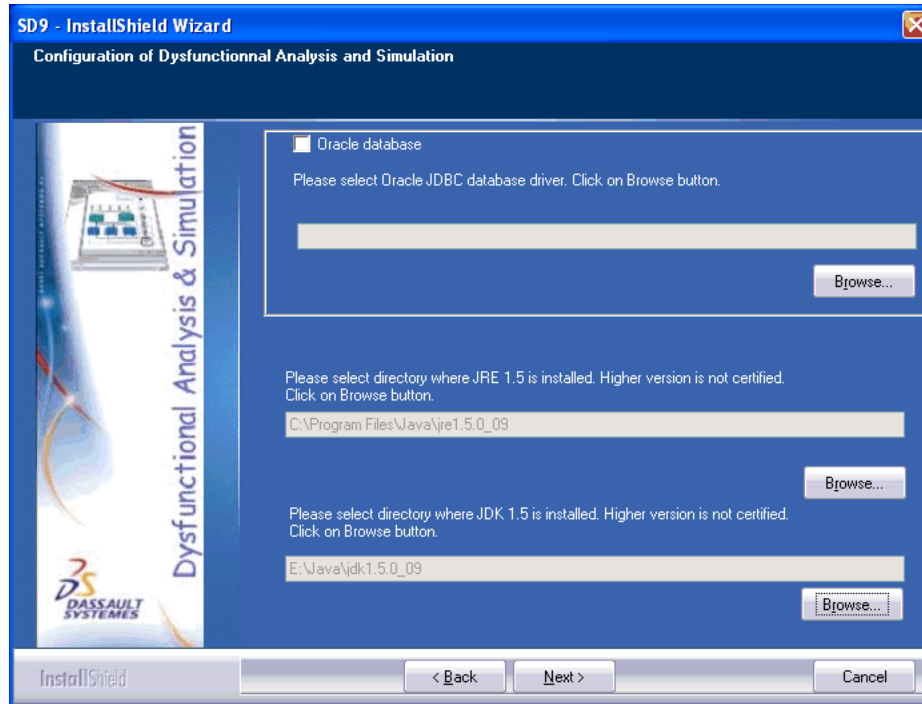 SD9 - InstallShield Wizard
Configuration of Dysfunctionnal Analysis and Simulation
Dysfunctional Analysis & Simulation
DASSAULT
SYSTEMES
Oracle database
Please select Oracle JDBC database driver. Click on Browse button.
Browse...
Please select directory where JRE 1.5 is installed. Higher version is not certified.
Click on Browse button.
C:\Program Files\Java\jre1.5.0_09
Browse...
Please select directory where JDK 1.5 is installed. Higher version is not certified.
Click on Browse button.
E:\Java\jdk1.5.0_09
Browse...
InstallShield
< Back
Next >
Cancel